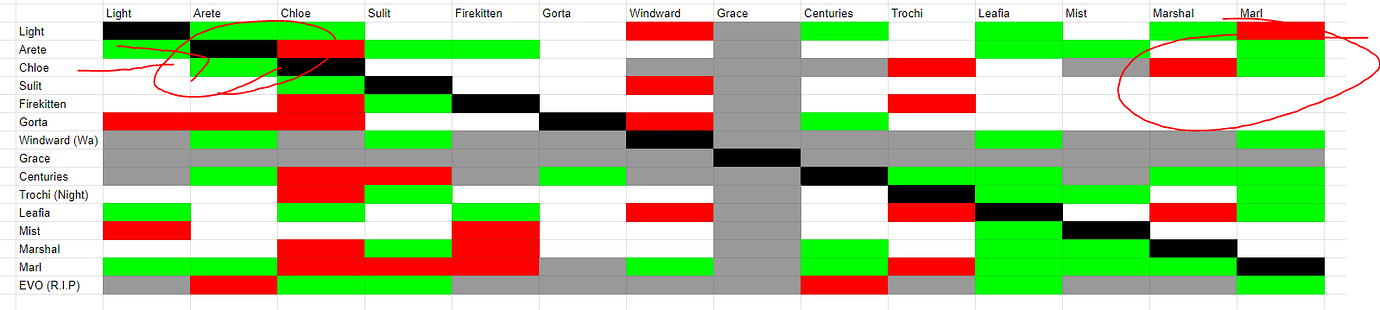 Light Arete Chloe Sulit Firekitten Gorta Windward Grace Centuries Trochi Leafia Mist Marshal Marl
Light
Arete
Chloe
Sulit
Firekitten
Gorta
Windward (Wa)
Grace
Centuries
Trochi (Night)
Leafia
Mist
Marshal
Marl
EVO (R.I.P)